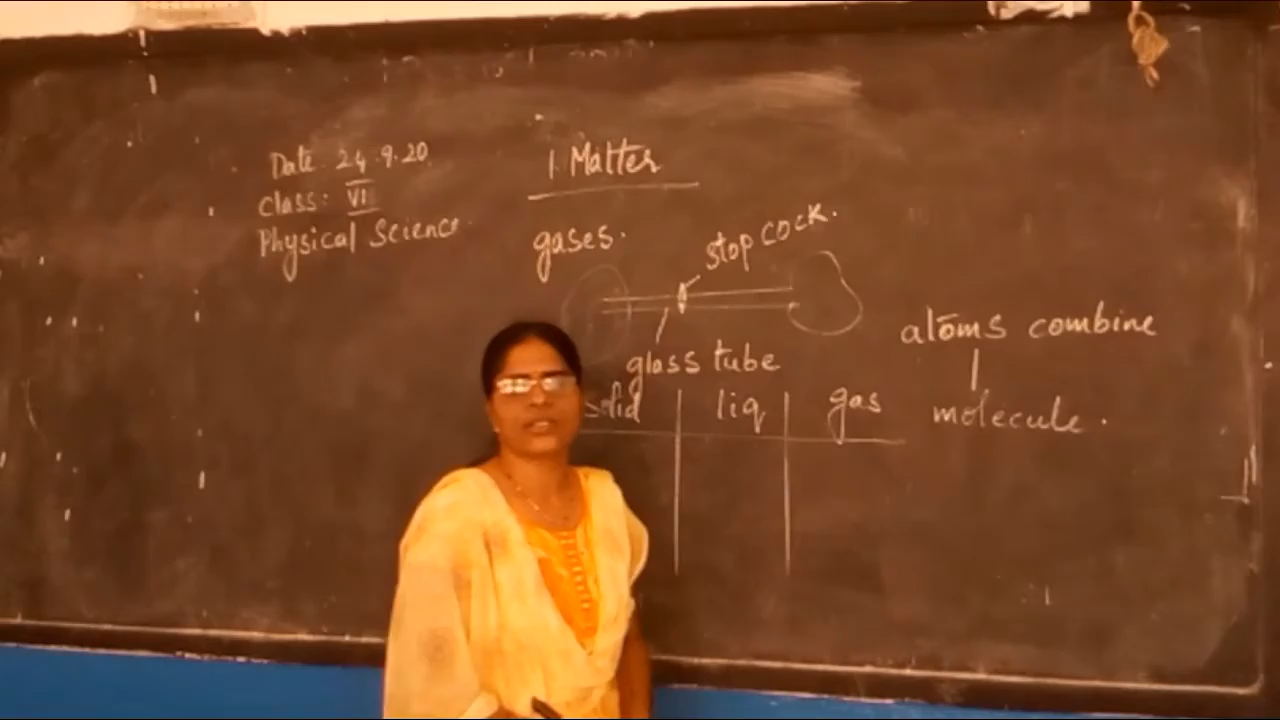 Date 24.9.20
class: VI
Physical Science
1. Matter
gases.
stop cock.
glass tube
solid liq gas
atoms combine
molecule.